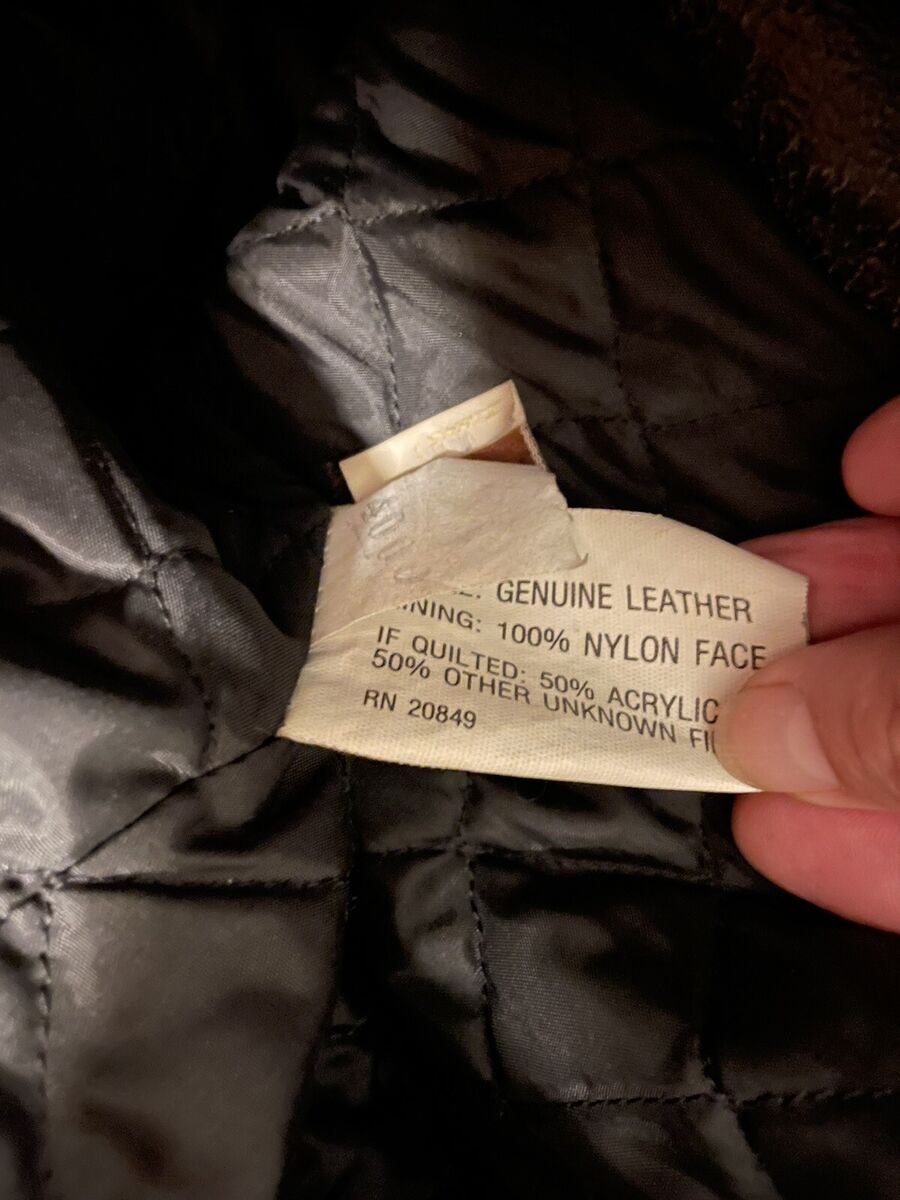 GENUINE LEATHER
100% NYLON FACE
IF QUILTED: 50% ACRYLIC
50% OTHER UNKNOWN
RN 20849